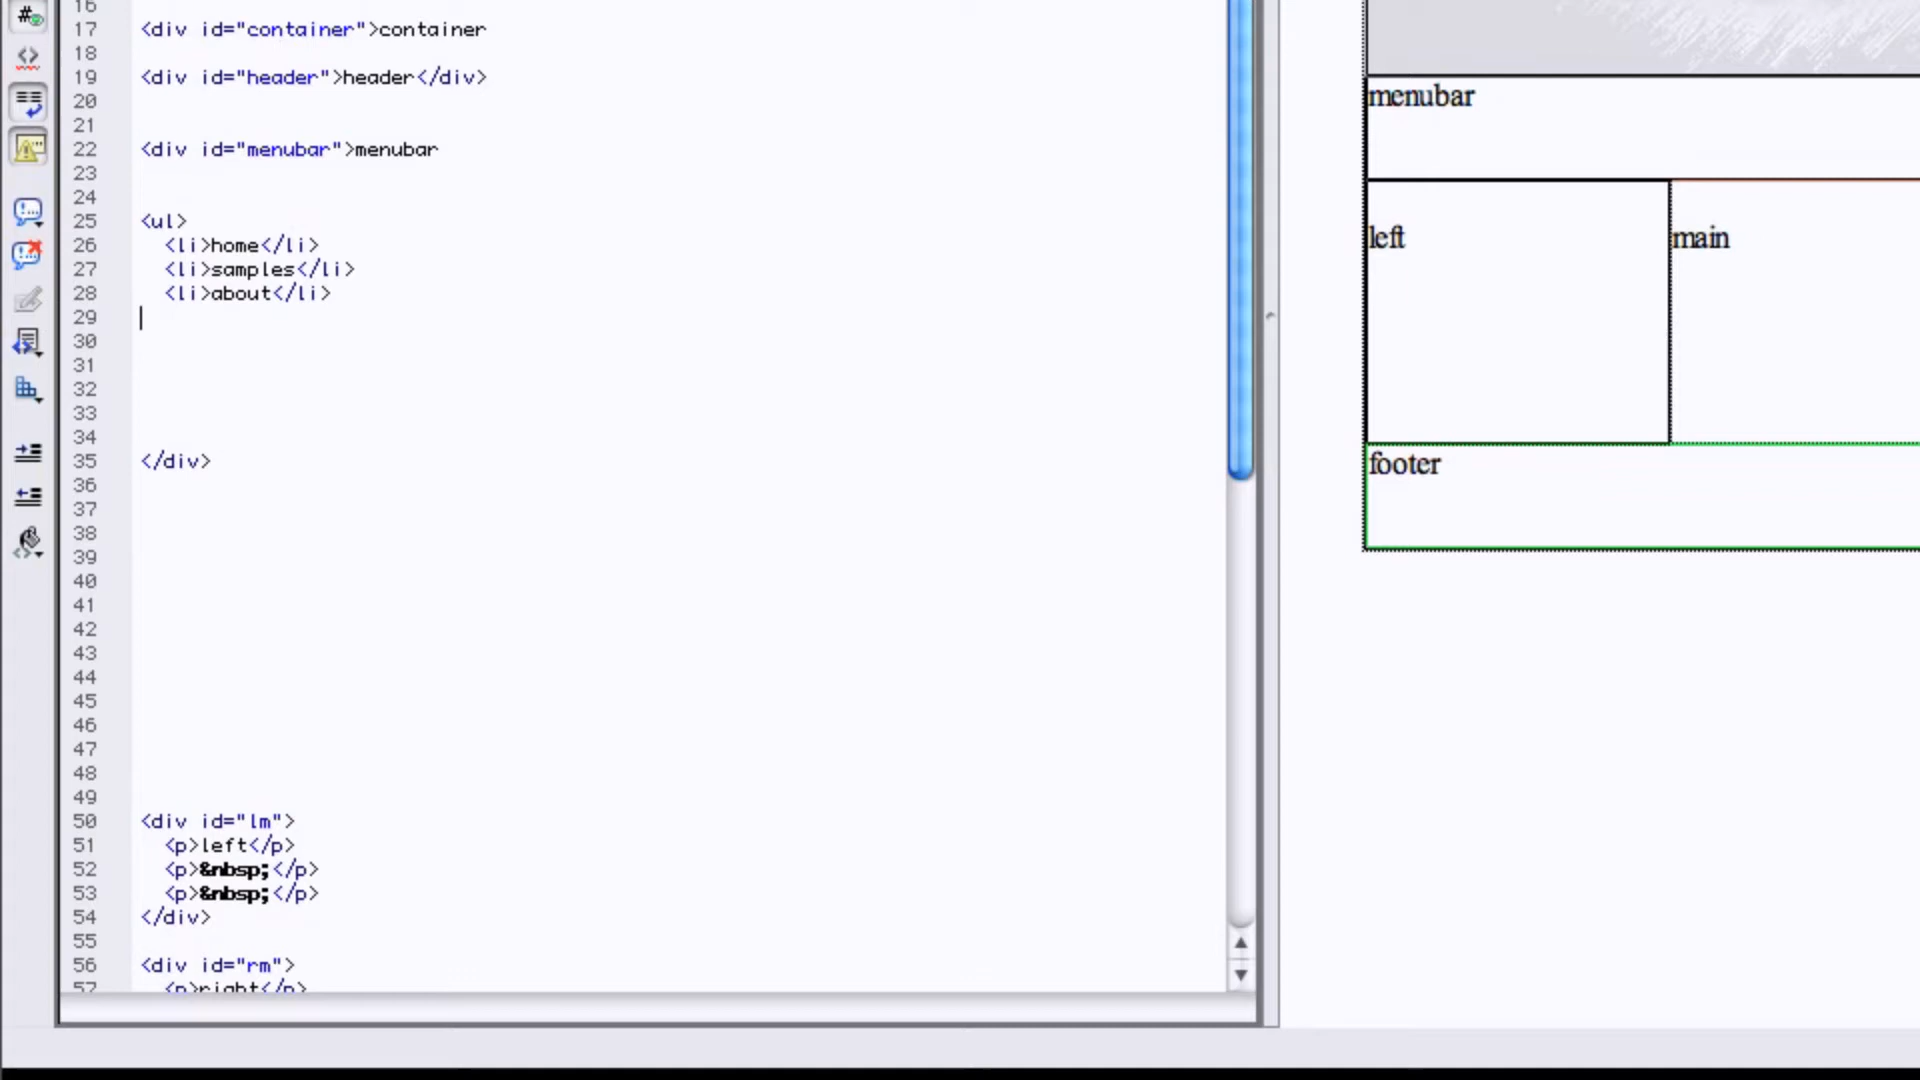 16
17 <div id="container">container
18
19 <div id="header">header</div>
20
21
22 <div id="menubar">menubar
23
24
25 <ul>
26 <li>home</li>
27 <li>samples</li>
28 <li>about</li>
29
30
31
32
33
34
35 </div>
36
37
38
39
40
41
42
43
44
45
46
47
48
49
50 <div id="lm">
51 <p>left</p>
52 <p>&nbsp;</p>
53 <p>&nbsp;</p>
54 </div>
55
56 <div id="rm">
57 <p>right</p>
menubar
left
main
footer